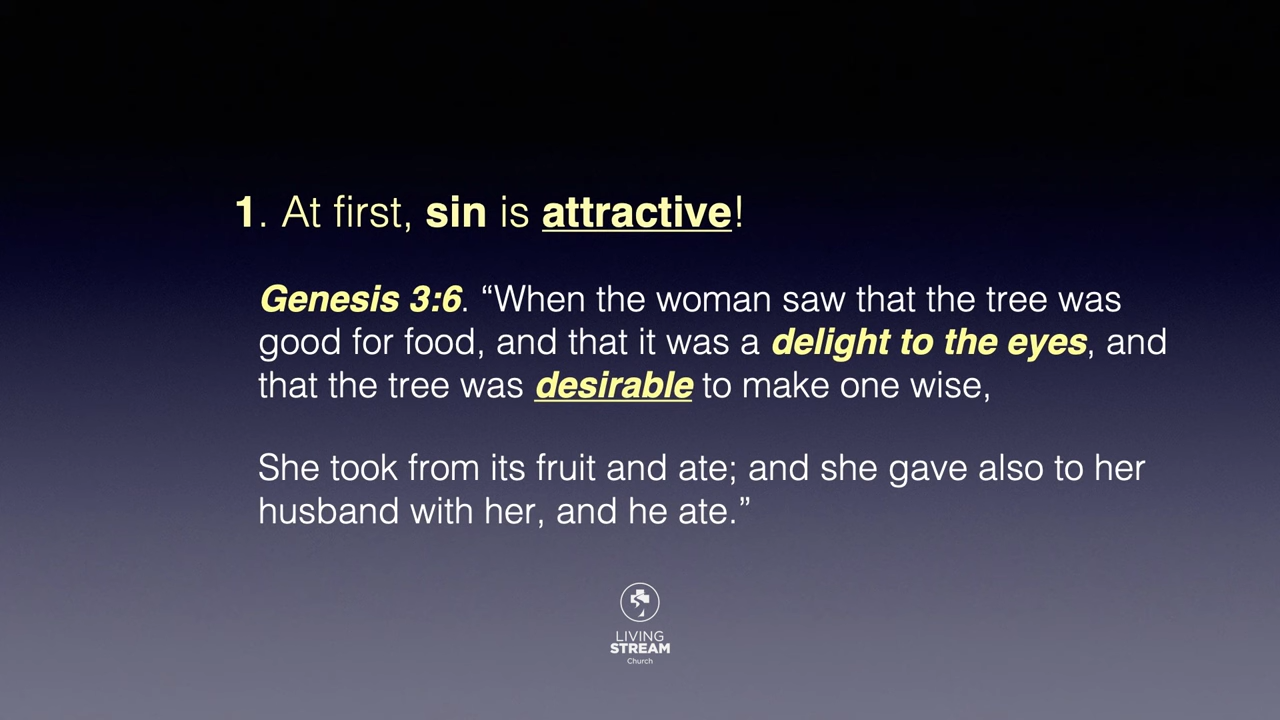 1. At first, sin is attractive!
Genesis 3:6. “When the woman saw that the tree was
good for food, and that it was a delight to the eyes, and
that the tree was desirable to make one wise,
She took from its fruit and ate; and she gave also to her
husband with her, and he ate.”
LIVING
STREAM
Church